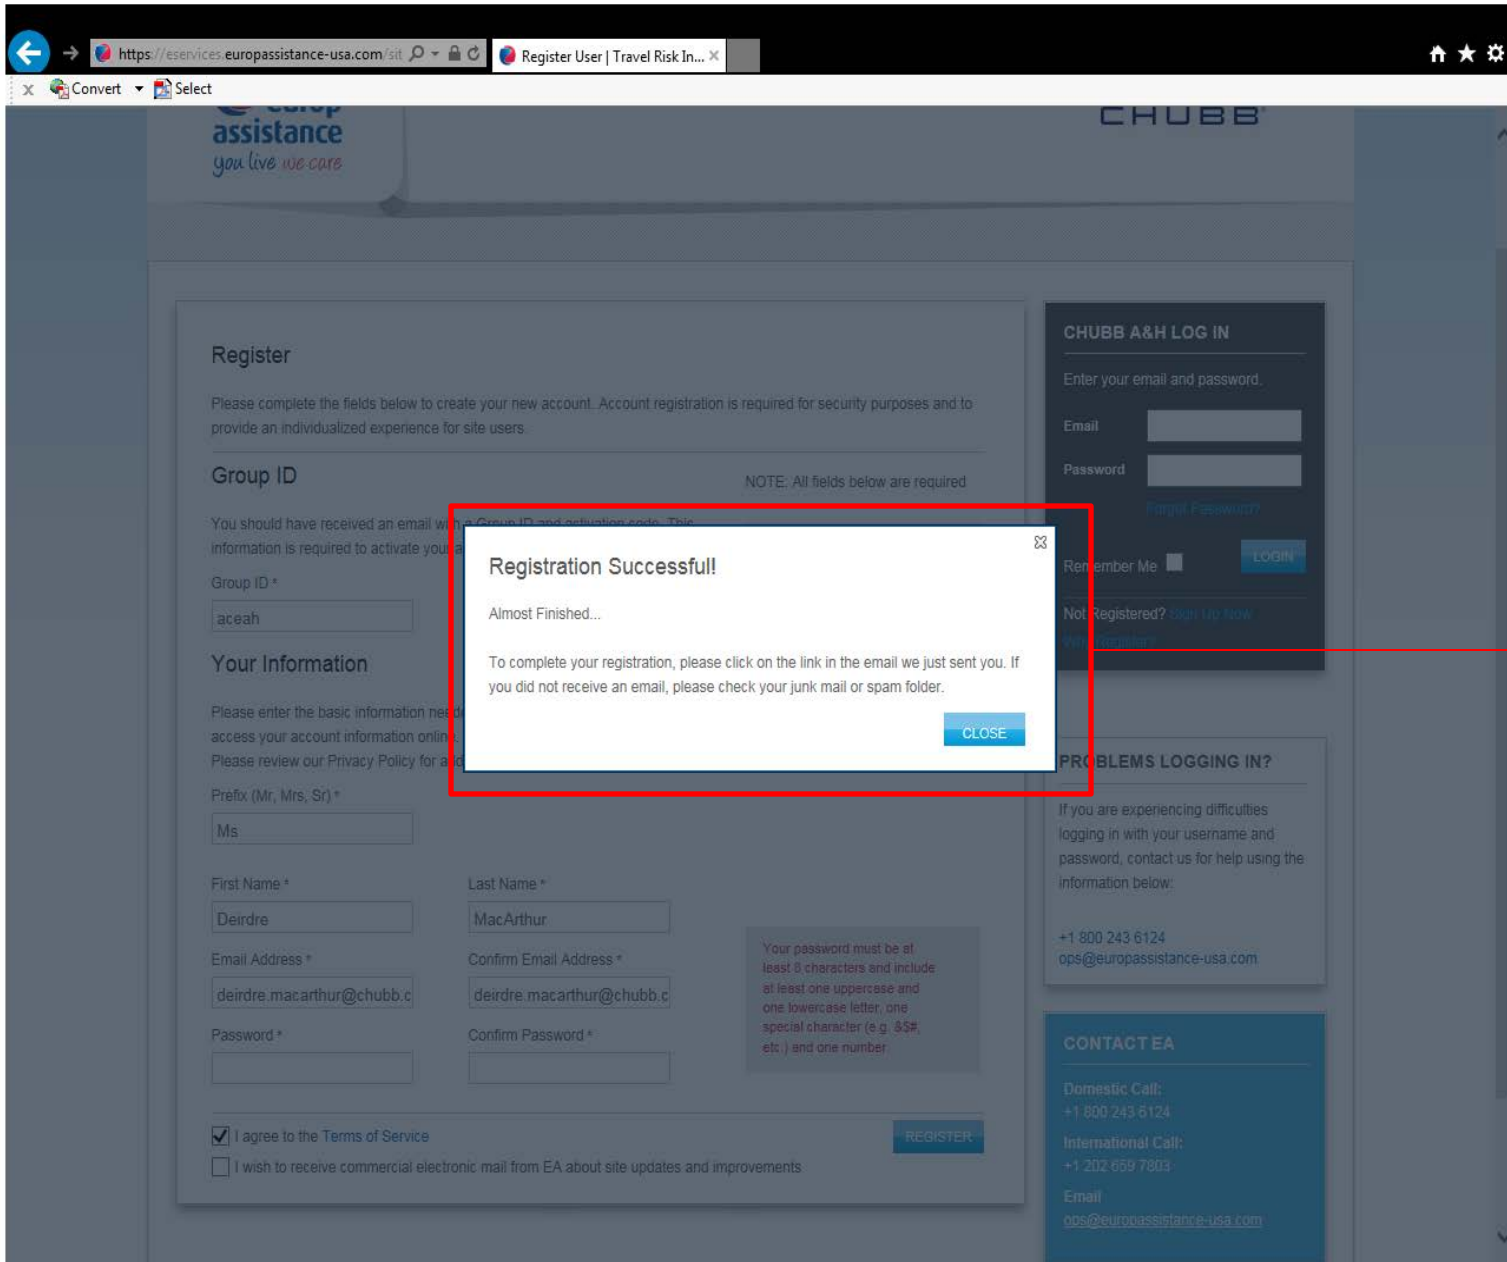 https://eservices.europassistance-usa.com/sit
Register User | Travel Risk In...
x Convert Select
europ
assistance
you live we care
CHUBB
Register
Please complete the fields below to create your new account. Account registration is required for security purposes and to
provide an individualized experience for site users.
Group ID
NOTE: All fields below are required
You should have received an email with a Group ID and activation code. This
information is required to activate your a
Group ID *
aceah
Your Information
Please enter the basic information neede
access your account information online.
Please review our Privacy Policy for add
Prefix (Mr, Mrs, Sr) *
Ms
First Name * Last Name *
Deirdre MacArthur
Email Address * Confirm Email Address *
deirdre.macarthur@chubb.c deirdre.macarthur@chubb.c
Password * Confirm Password *
Your password must be at
least 8 characters and include
at least one uppercase and
one lowercase letter, one
special character (e.g. &$#,
etc.) and one number.
I agree to the Terms of Service
REGISTER
I wish to receive commercial electronic mail from EA about site updates and improvements
Registration Successful!
Almost Finished...
To complete your registration, please click on the link in the email we just sent you. If
you did not receive an email, please check your junk mail or spam folder.
CLOSE
CHUBB A&H LOG IN
Enter your email and password.
Email
Password
Forgot Password?
Remember Me
LOGIN
Not Registered? Sign Up Now
Why Register?
PROBLEMS LOGGING IN?
If you are experiencing difficulties
logging in with your username and
password, contact us for help using the
information below:
+1 800 243 6124
ops@europassistance-usa.com
CONTACT EA
Domestic Call:
+1 800 243 6124
International Call:
+1 202 659 7803
Email
ops@europassistance-usa.com